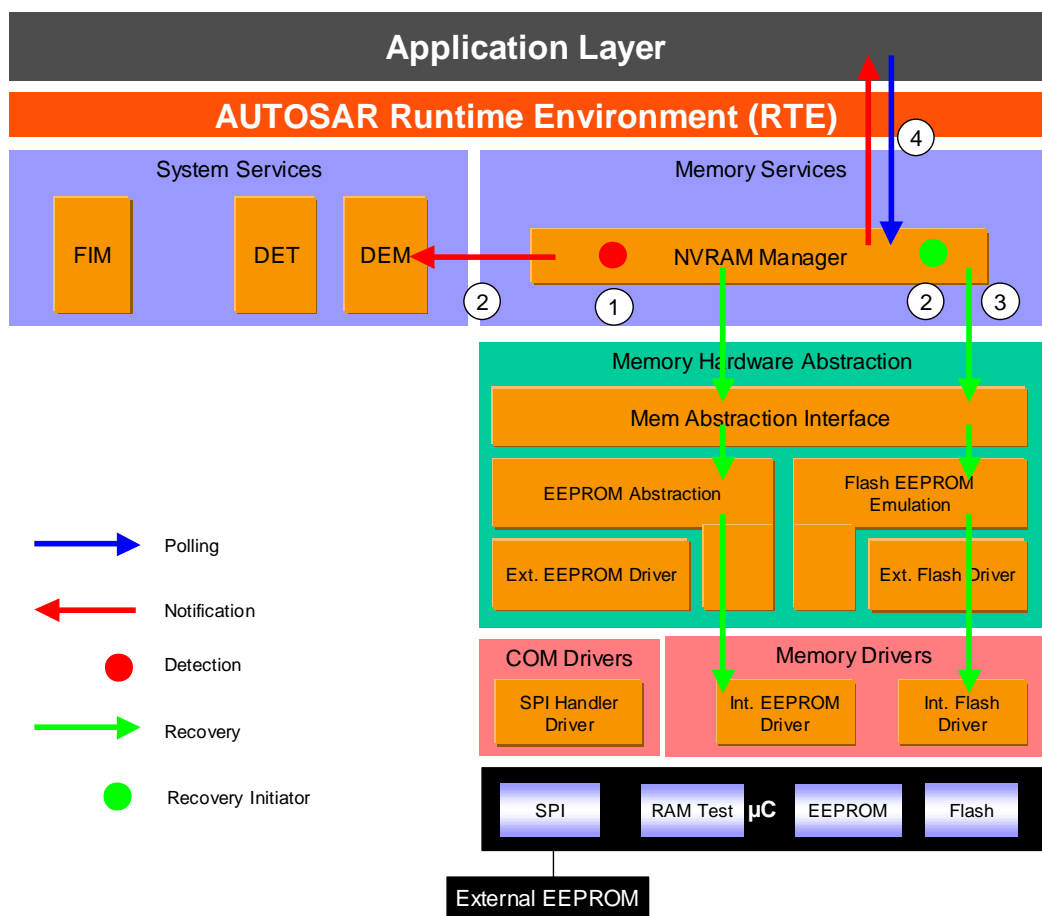 Application Layer
AUTOSAR Runtime Environment (RTE)
4
System Services
Memory Services
FIM
DET
DEM
NVRAM Manager
2
1
2
3
Memory Hardware Abstraction
Mem Abstraction Interface
EEPROM Abstraction
Flash EEPROM
Emulation
Ext. EEPROM Driver
Ext. Flash Driver
Polling
Notification
Detection
Recovery
Recovery Initiator
COM Drivers
Memory Drivers
SPI Handler
Driver
Int. EEPROM
Driver
Int. Flash
Driver
SPI
RAM Test
µC
EEPROM
Flash
External EEPROM